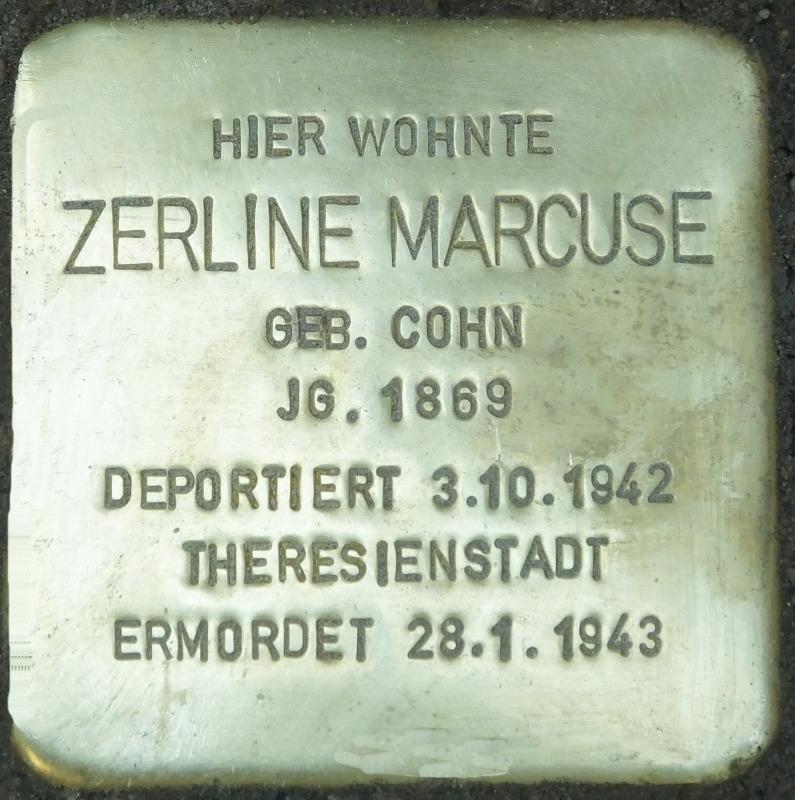 HIER WOHNTE
ZERLINE MARCUSE
GEB. COHN
JG. 1869
DEPORTIERT 3.10.1942
THERESIENSTADT
ERMORDET 28.1.1943